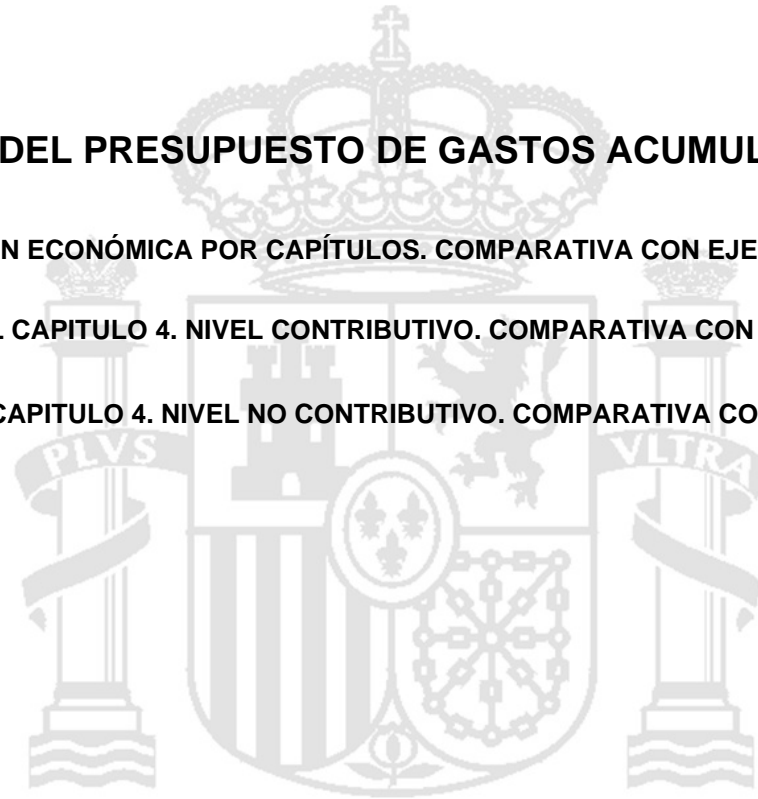 DEL PRESUPUESTO DE GASTOS ACUMUL
N ECONÓMICA POR CAPÍTULOS. COMPARATIVA CON EJE
L CAPITULO 4. NIVEL CONTRIBUTIVO. COMPARATIVA CON
CAPITULO 4. NIVEL NO CONTRIBUTIVO. COMPARATIVA CO
PLVS VLTRA